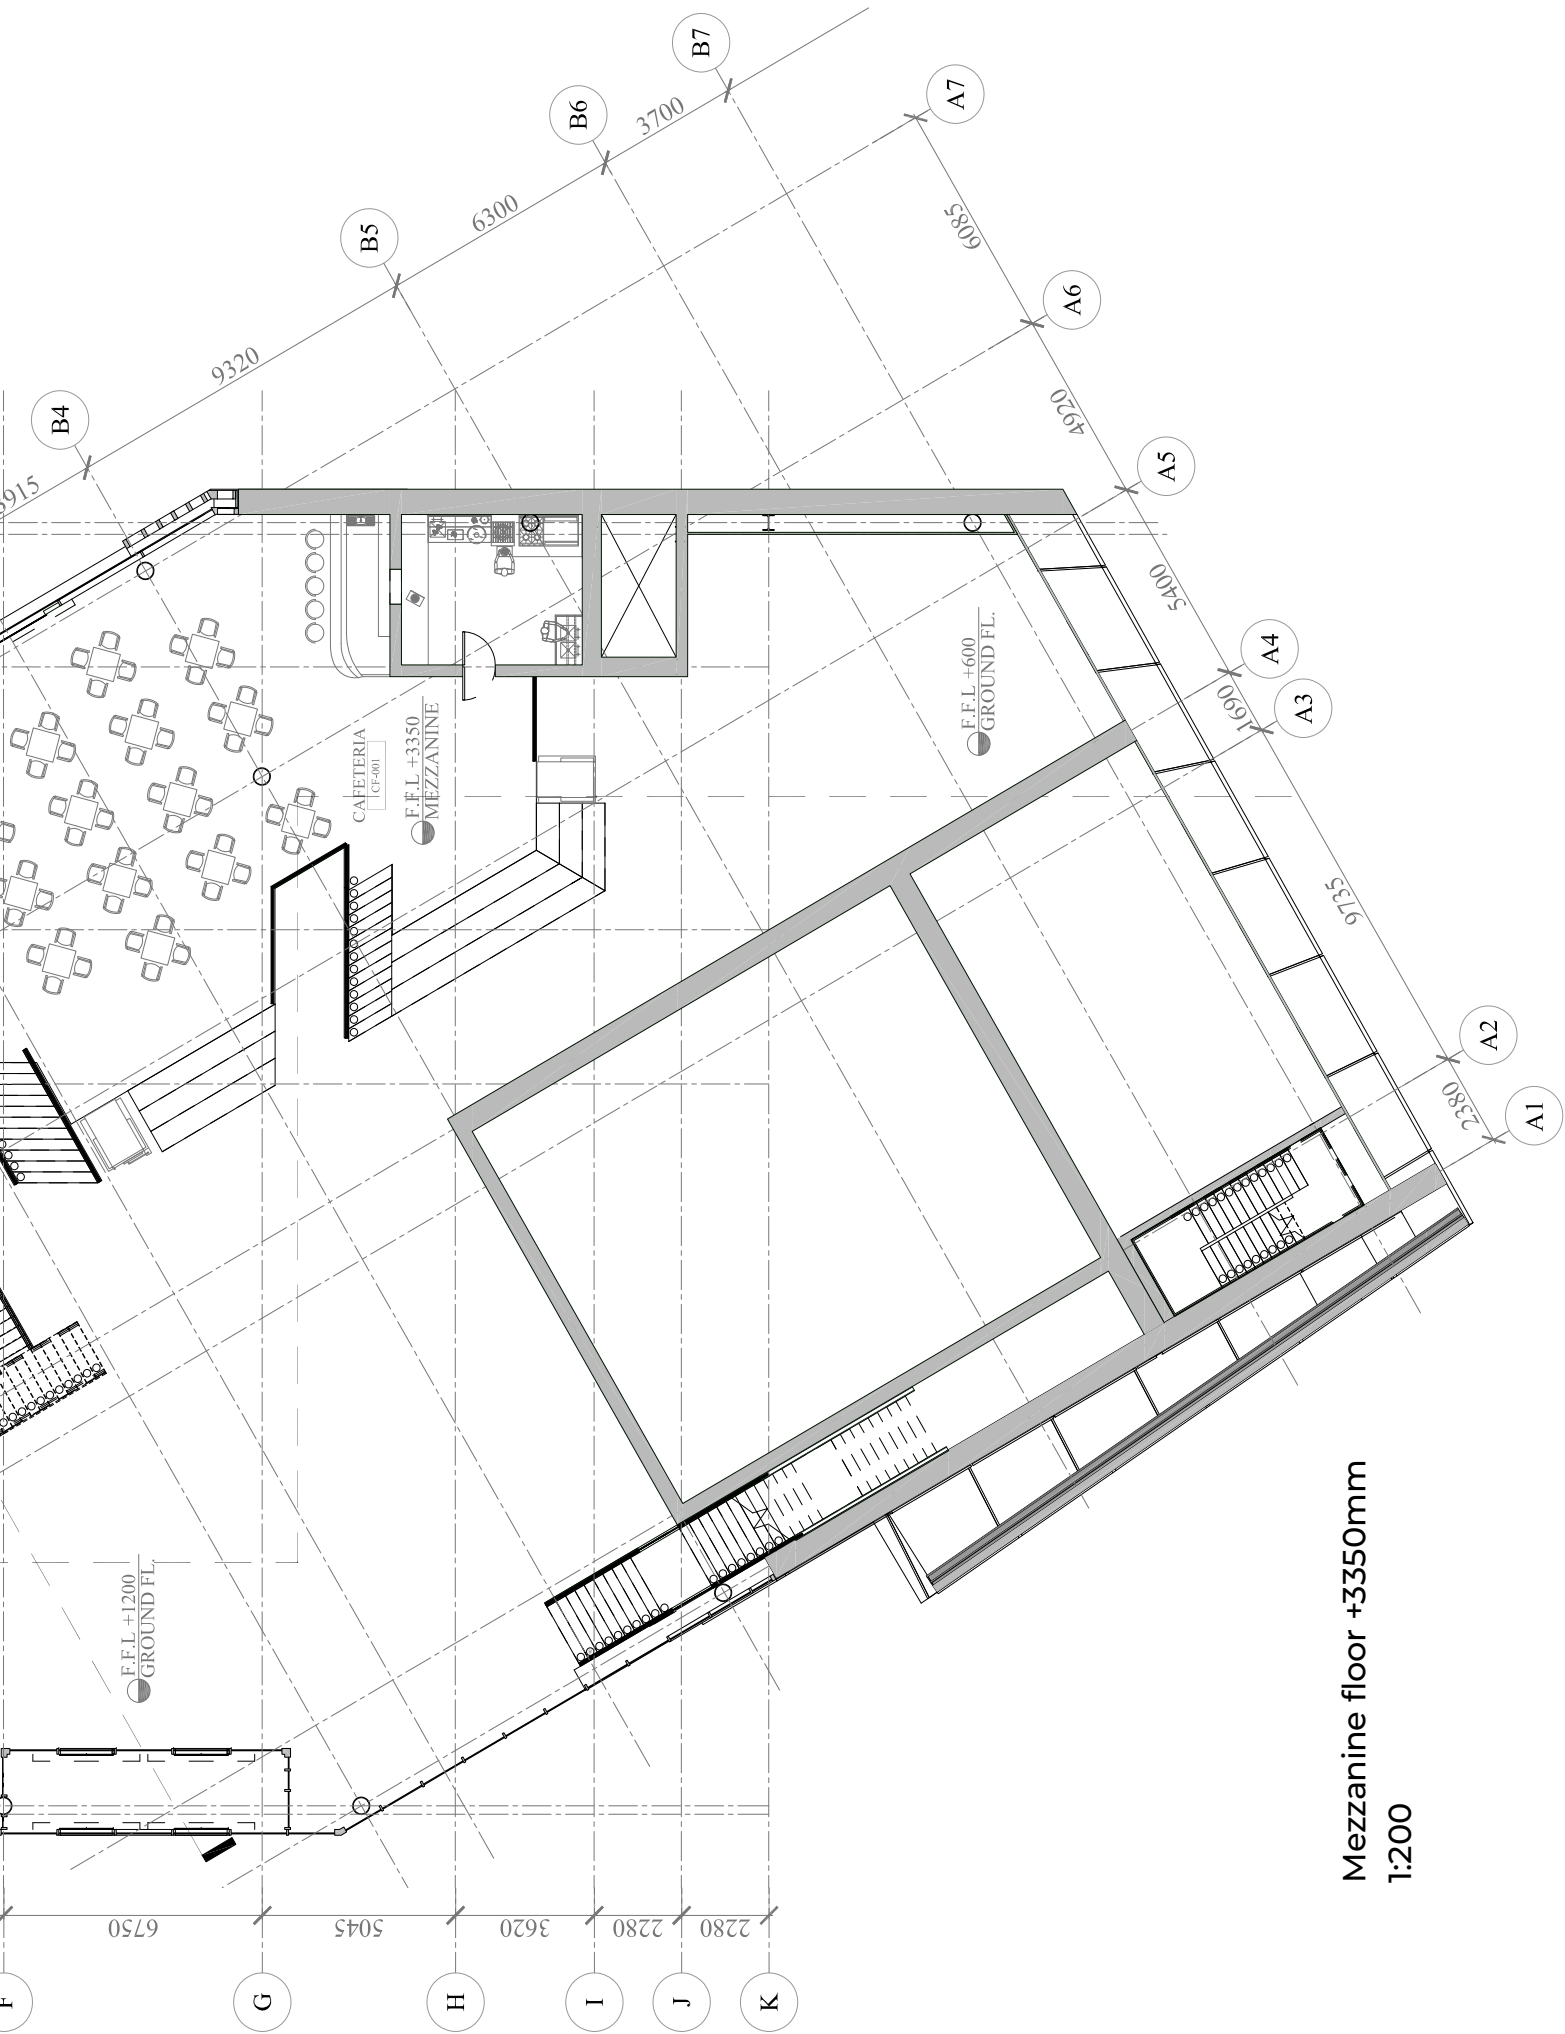 B4
B5
B6
B7
A7
A6
A5
A4
A3
A2
A1
3915
9320
6300
3700
6085
4920
5400
1690
9735
2380
CAFETERIA
CF-001
F.F.L +3350
MEZZANINE
F.F.L +600
GROUND FL.
F.F.L +1200
GROUND FL.
6750
5045
3620
2280
2280
F
G
H
I
J
K
Mezzanine floor +3350mm
1:200